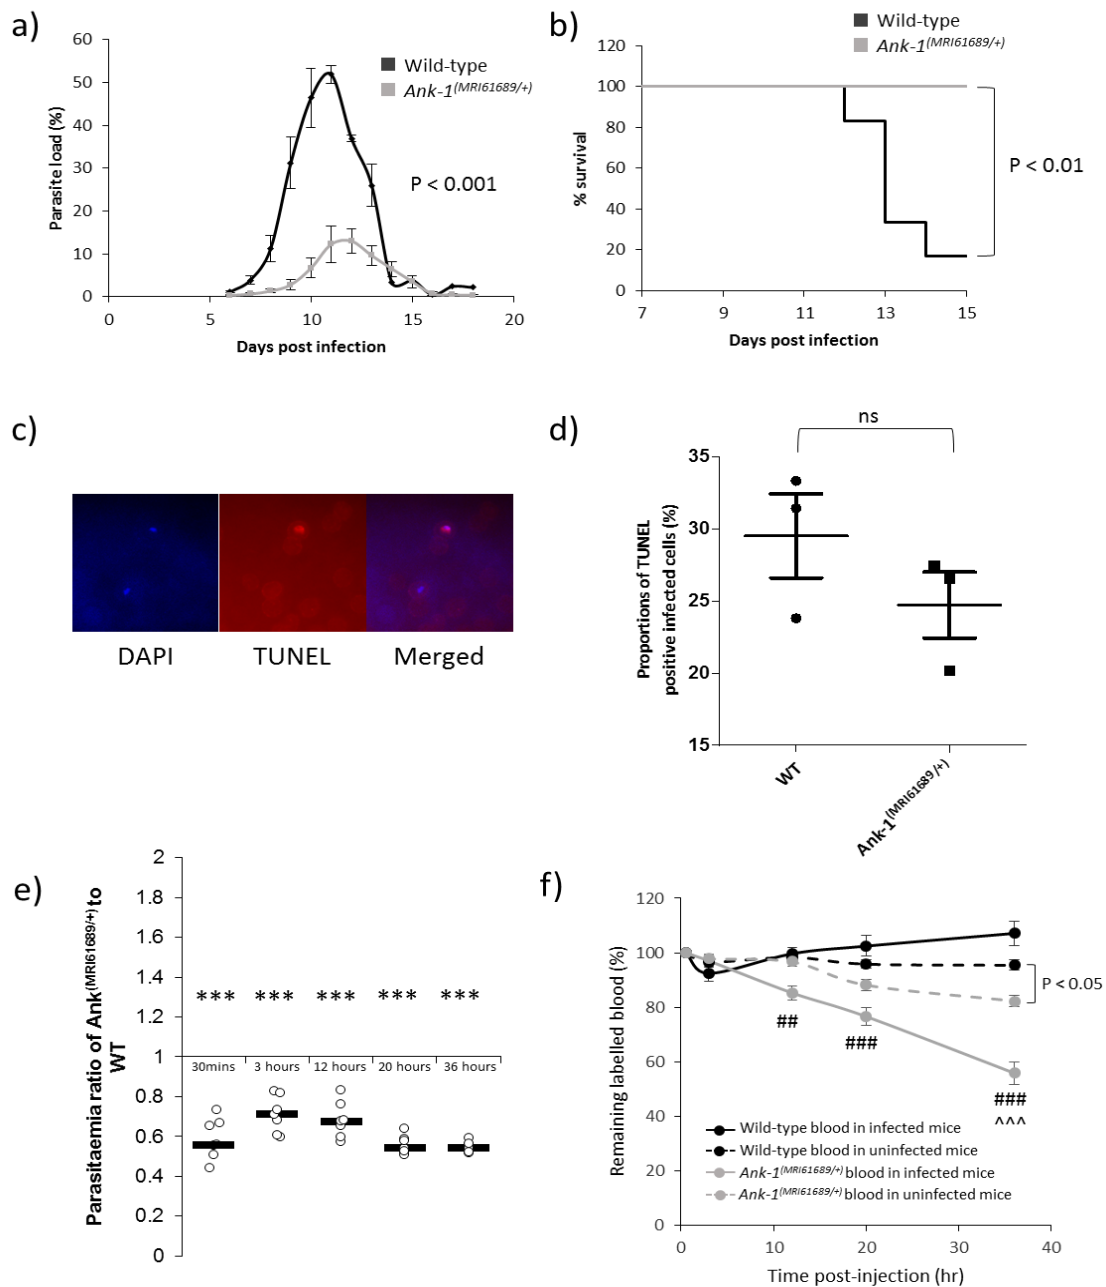 a)
Wild-type
Ank-1(MRI61689/+)
Parasite load (%)
60
50
40
30
20
10
0
P < 0.001
0
5
10
15
20
Days post infection
b)
Wild-type
Ank-1(MRI61689/+)
% survival
120
100
80
60
40
20
0
P < 0.01
7
9
11
13
15
Days post infection
c)
DAPI
TUNEL
Merged
d)
ns
Proportions of TUNEL
positive infected cells (%)
35
30
25
20
15
WT
Ank-1(MRI61689/+)
e)
Parasitaemia ratio of Ank(MRI61689/+) to
WT
2
1.8
1.6
1.4
1.2
1
0.8
0.6
0.4
0.2
0
*** *** *** *** ***
30mins 3 hours 12 hours 20 hours 36 hours
f)
Remaining labelled blood (%)
120
100
80
60
40
20
0
P < 0.05
##
###
###
^^^
Wild-type blood in infected mice
Wild-type blood in uninfected mice
Ank-1(MRI61689/+) blood in infected mice
Ank-1(MRI61689/+) blood in uninfected mice
0
10
20
30
40
Time post-injection (hr)